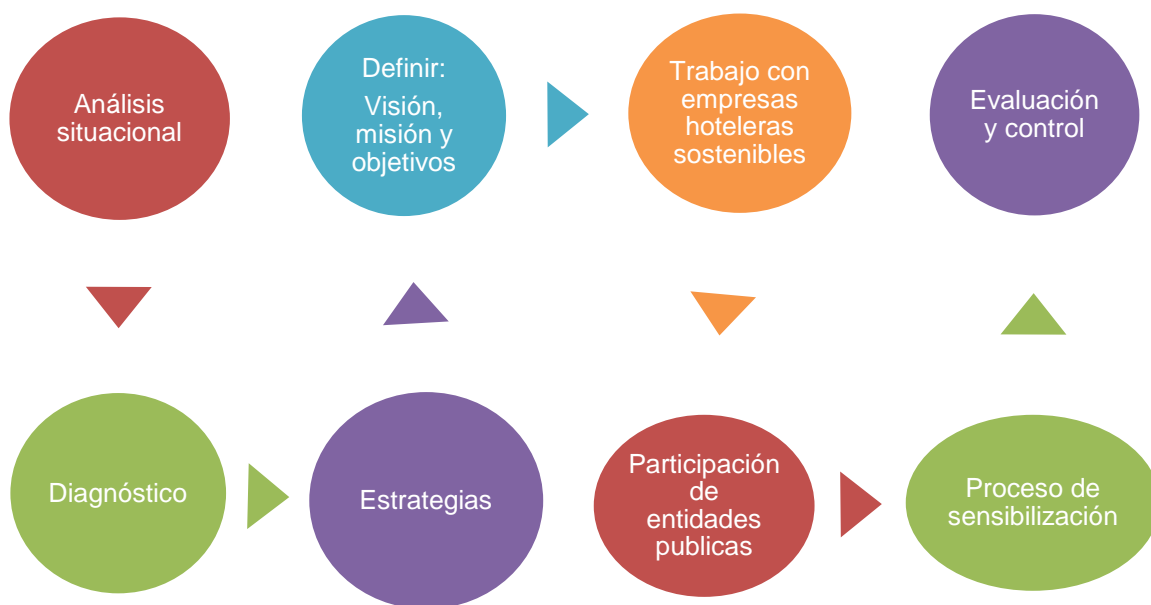 Análisis
situacional
Definir:
Visión,
misión y
objetivos
Trabajo con
empresas
hoteleras
sostenibles
Evaluación
y control
Diagnóstico
Estrategias
Participación
de
entidades
publicas
Proceso de
sensibilización